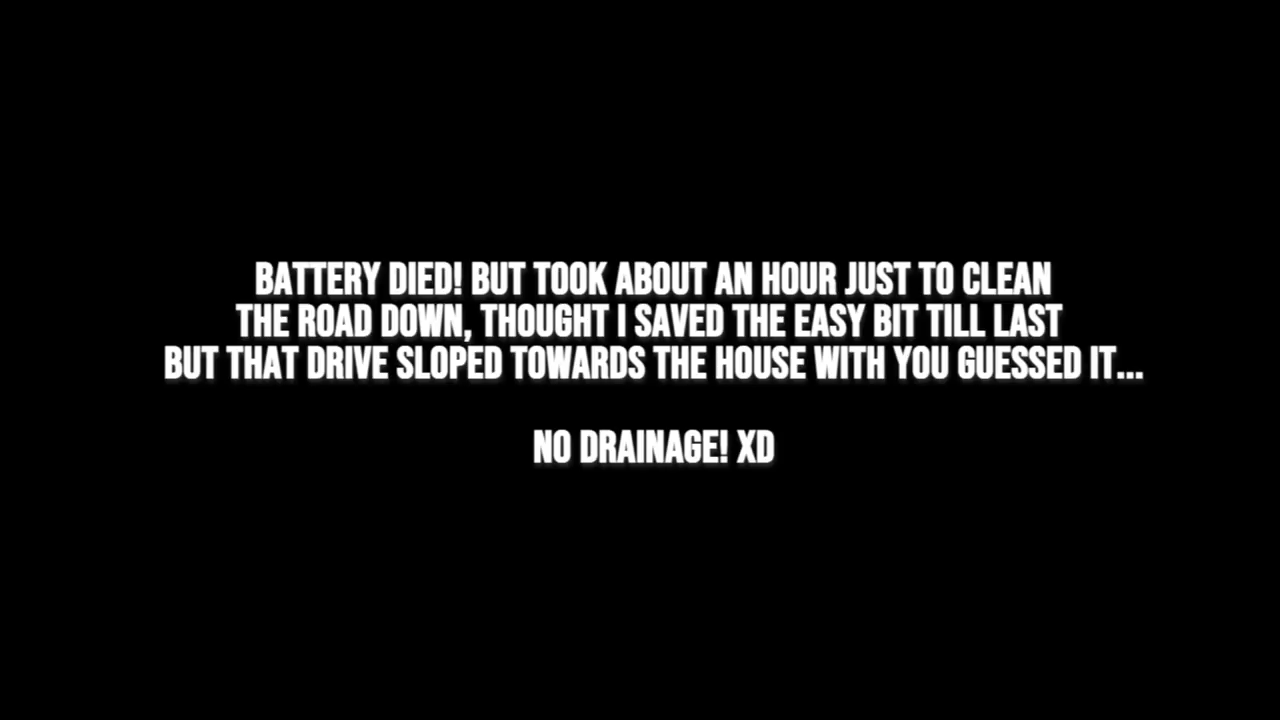 BATTERY DIED! BUT TOOK ABOUT AN HOUR JUST TO CLEAN
THE ROAD DOWN, THOUGHT I SAVED THE EASY BIT TILL LAST
BUT THAT DRIVE SLOPED TOWARDS THE HOUSE WITH YOU GUESSED IT...
NO DRAINAGE! XD